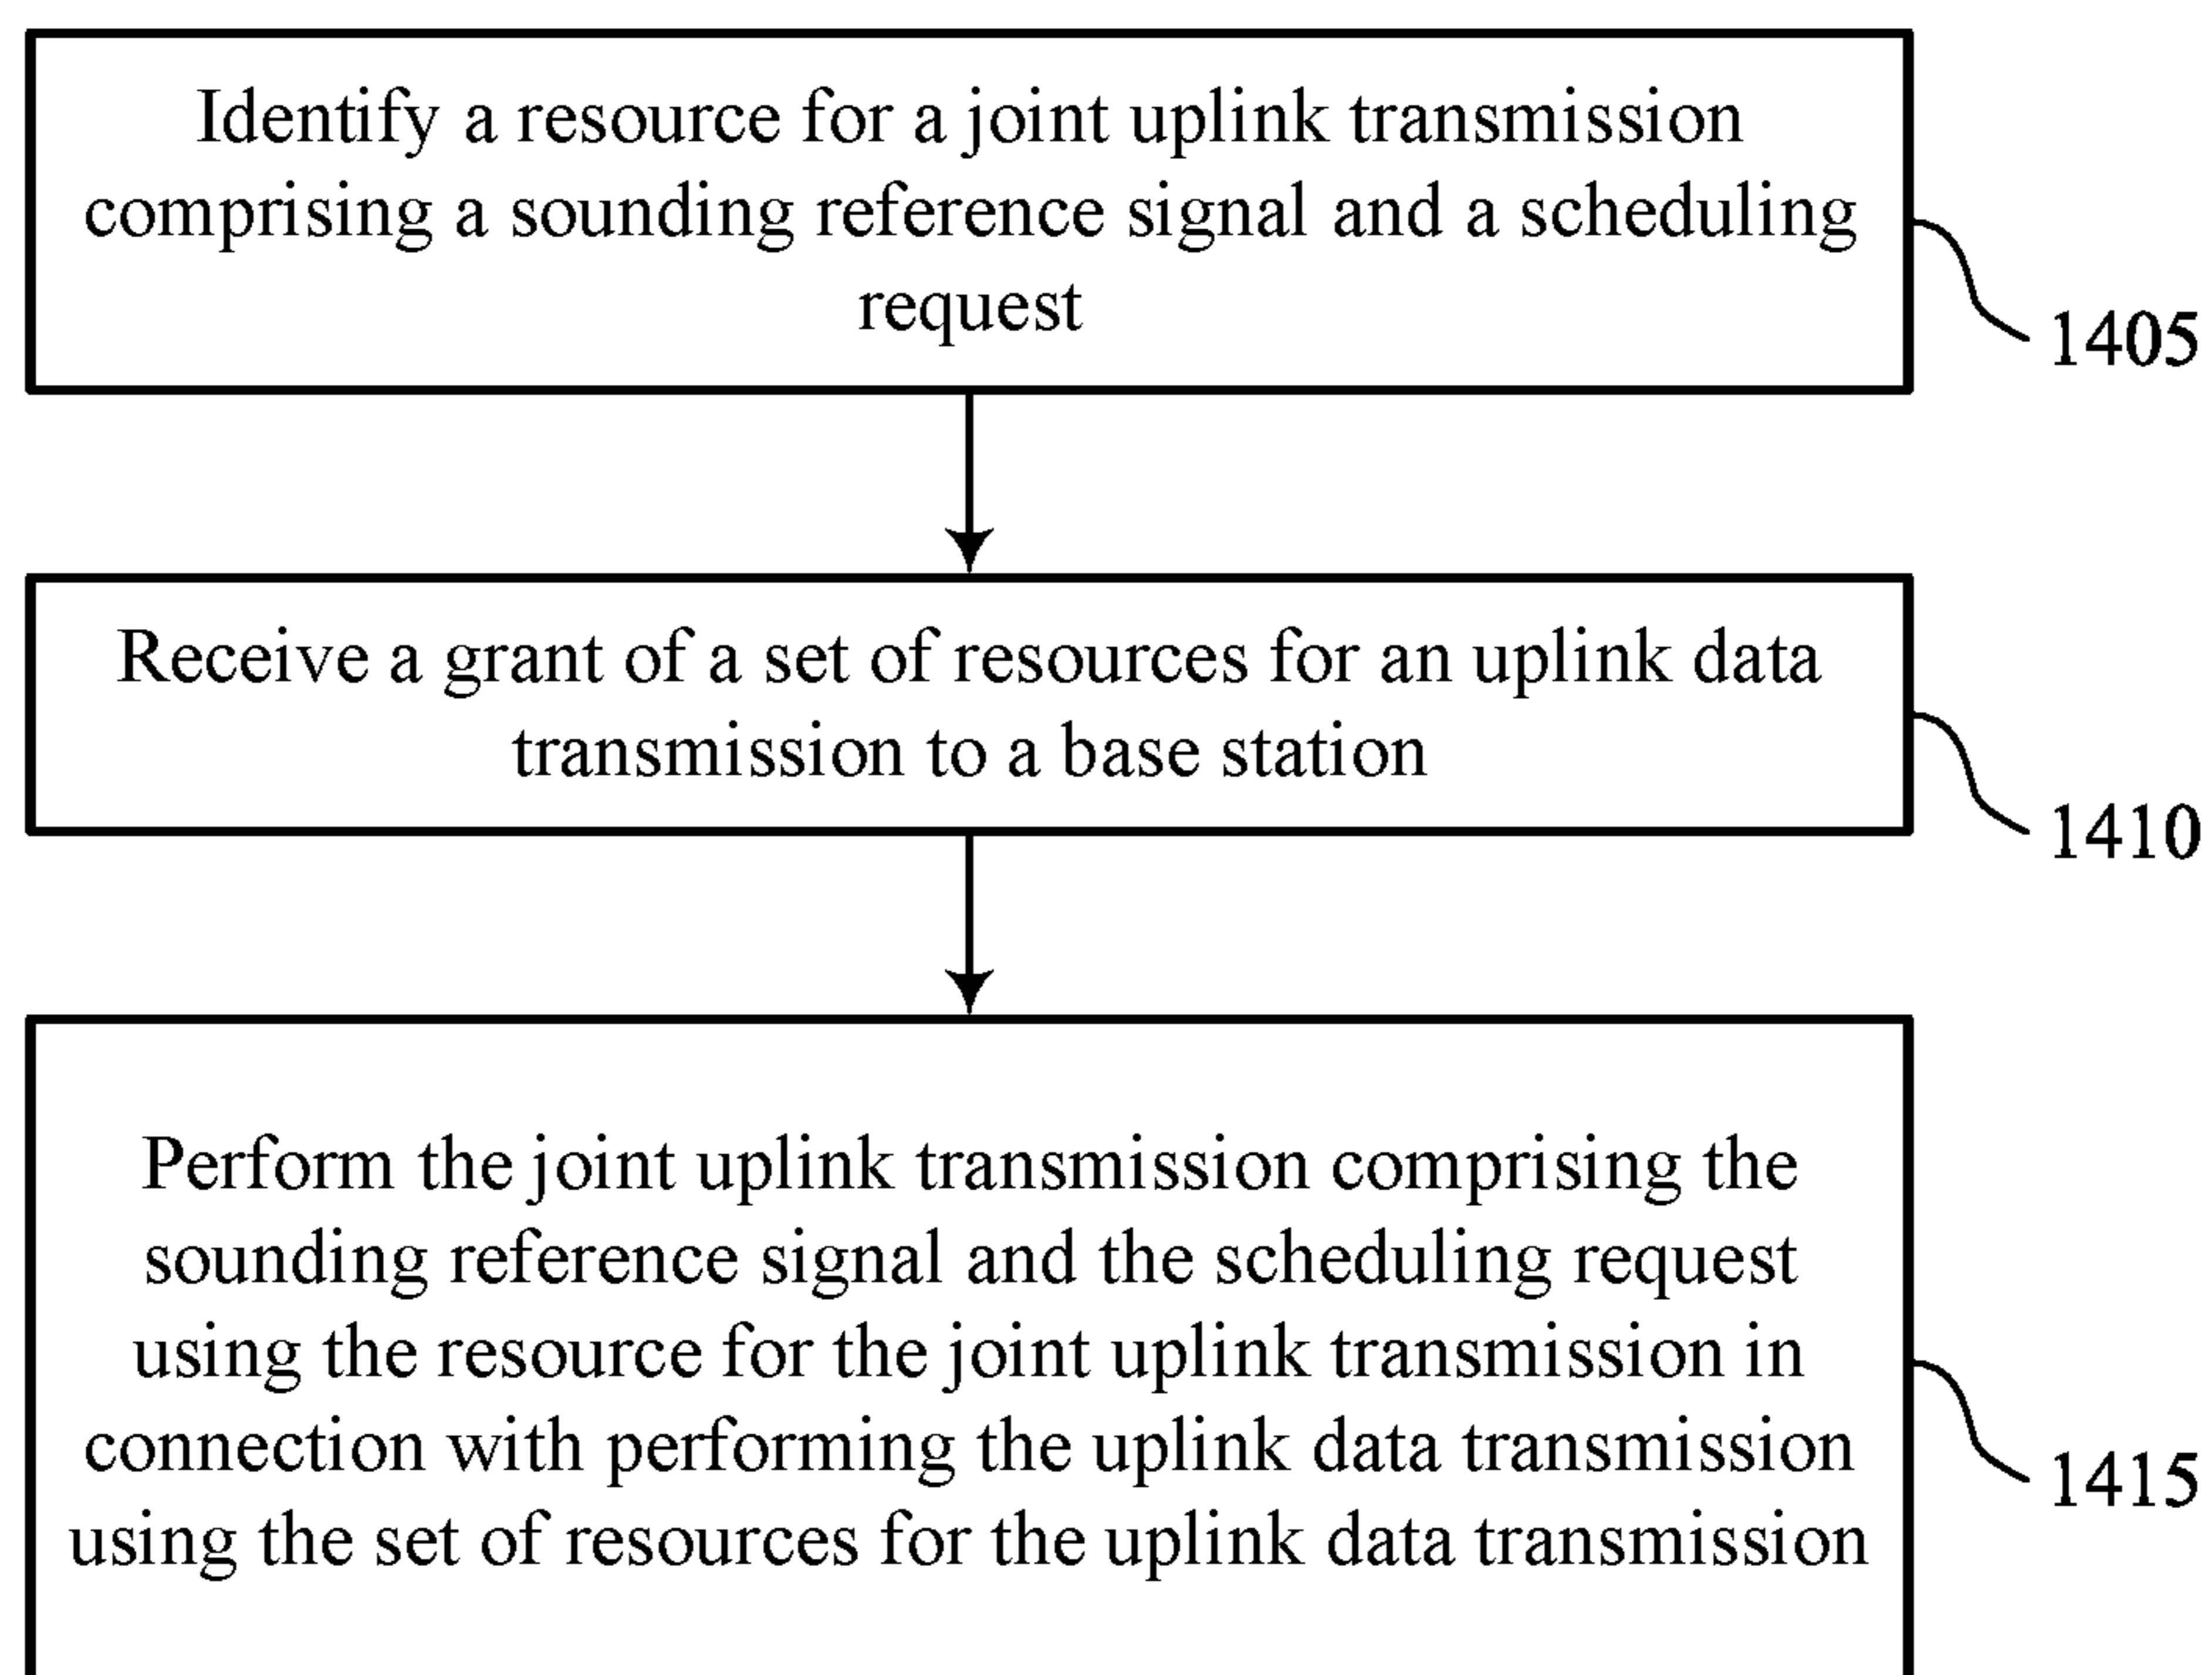 Identify a resource for a joint uplink transmission
comprising a sounding reference signal and a scheduling
request
1405
Receive a grant of a set of resources for an uplink data
transmission to a base station
1410
Perform the joint uplink transmission comprising the
sounding reference signal and the scheduling request
using the resource for the joint uplink transmission in
connection with performing the uplink data transmission
using the set of resources for the uplink data transmission
1415